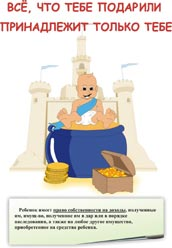 ВСЁ, ЧТО ТЕБЕ ПОДАРИЛИ
ПРИНАДЛЕЖИТ ТОЛЬКО ТЕБЕ
Ребенок имеет право собственности на доходы, полученные
им, имущество, полученное им в дар или в порядке
наследования, а также на любое другое имущество,
приобретенное на средства ребенка.